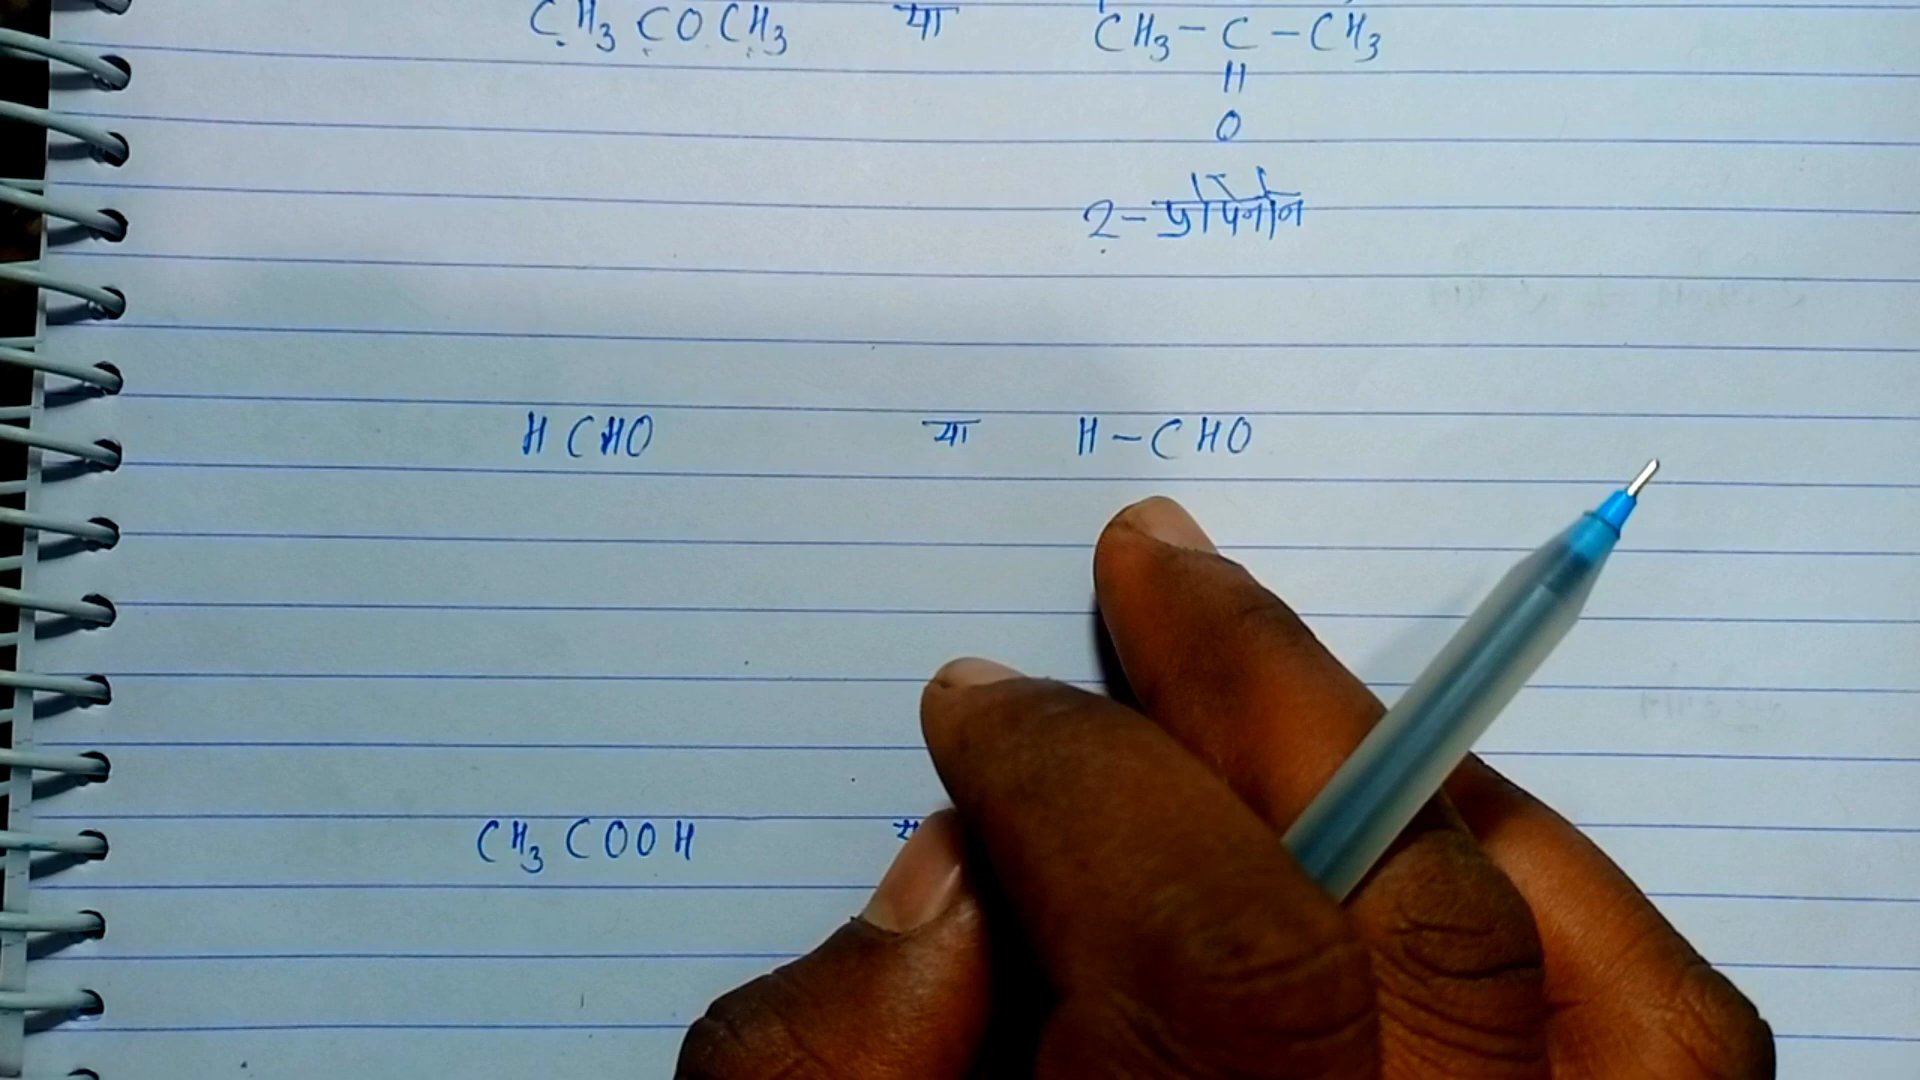 CH₃COCH₃ या CH₃-C-CH₃
॥
O
2-प्रोपेनोन
HCHO या H-CHO
CH₃COOH